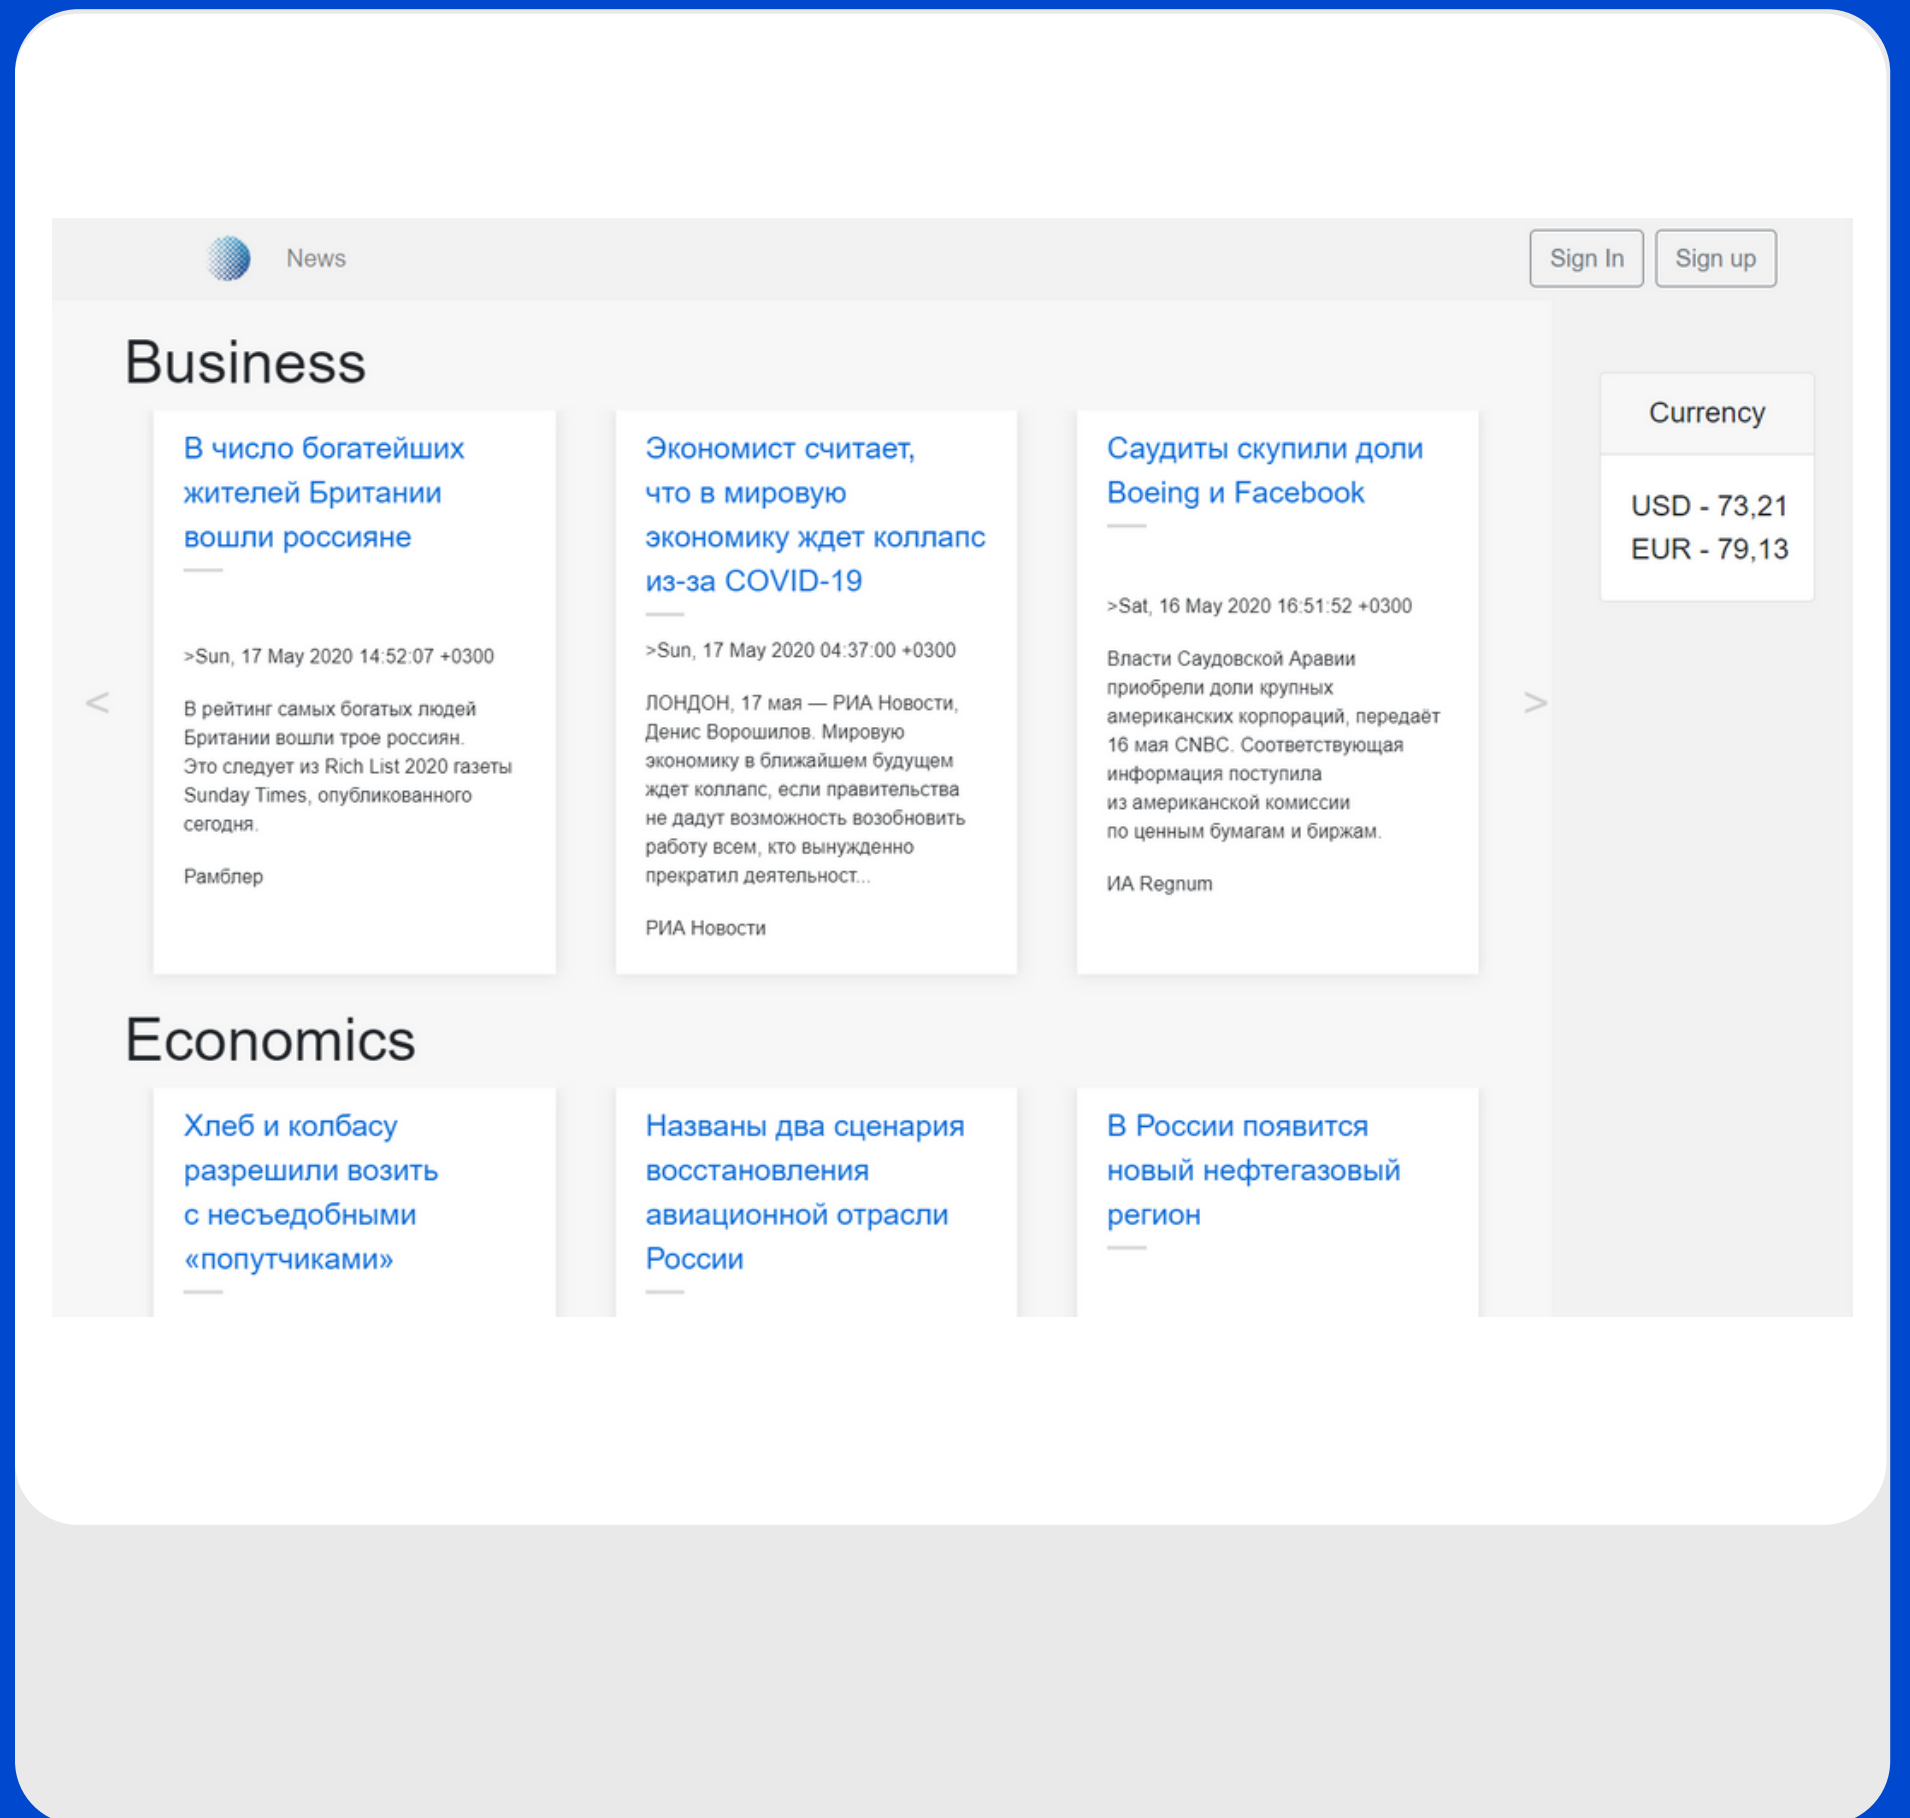 News
Sign In
Sign up
Business
В число богатейших
жителей Британии
вошли россияне
>Sun, 17 May 2020 14:52:07 +0300
В рейтинг самых богатых людей
Британии вошли трое россиян.
Это следует из Rich List 2020 газеты
Sunday Times, опубликованного
сегодня.
Рамблер
Экономист считает,
что в мировую
экономику ждет коллапс
из-за COVID-19
>Sun, 17 May 2020 04:37:00 +0300
ЛОНДОН, 17 мая — РИА Новости,
Денис Ворошилов. Мировую
экономику в ближайшем будущем
ждет коллапс, если правительства
не дадут возможность возобновить
работу всем, кто вынужденно
прекратил деятельност...
РИА Новости
Саудиты скупили доли
Boeing и Facebook
>Sat, 16 May 2020 16:51:52 +0300
Власти Саудовской Аравии
приобрели доли крупных
американских корпораций, передаёт
16 мая CNBC. Соответствующая
информация поступила
из американской комиссии
по ценным бумагам и биржам.
ИА Regnum
<
>
Currency
USD - 73,21
EUR - 79,13
Economics
Хлеб и колбасу
разрешили возить
с несъедобными
«попутчиками»
Названы два сценария
восстановления
авиационной отрасли
России
В России появится
новый нефтегазовый
регион